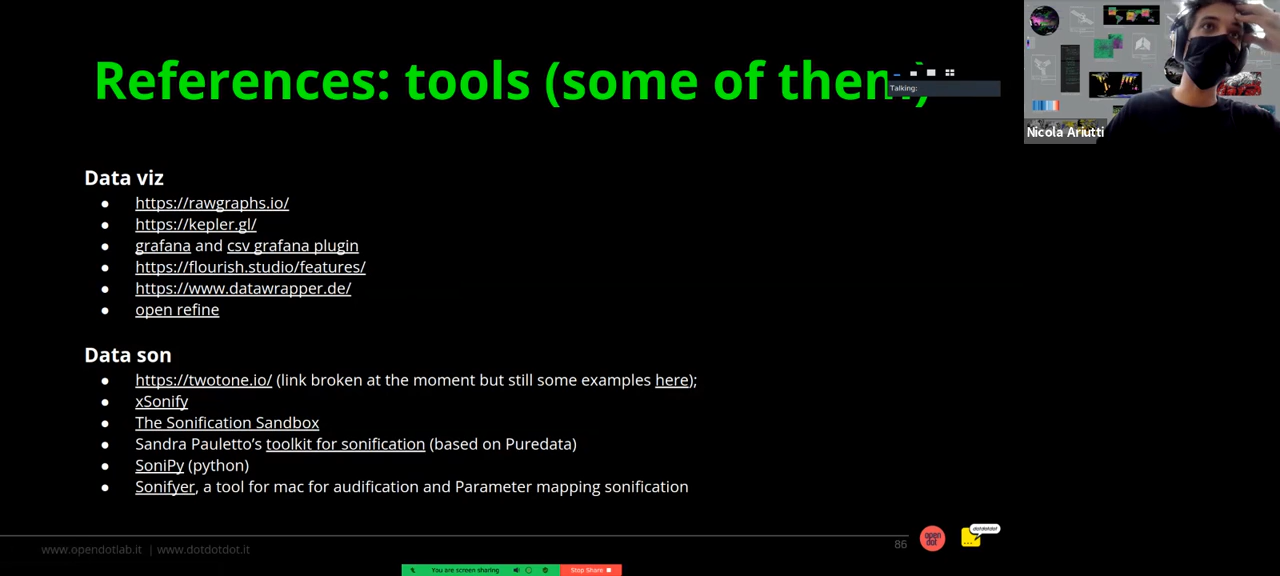 References: tools (some of them)
Talking:
Nicola Ariutti
Data viz
https://rawgraphs.io/
https://kepler.gl/
grafana and csv grafana plugin
https://flourish.studio/features/
https://www.datawrapper.de/
open refine
Data son
https://twotone.io/ (link broken at the moment but still some examples here);
xSonify
The Sonification Sandbox
Sandra Pauletto’s toolkit for sonification (based on Puredata)
SoniPy (python)
Sonifyer, a tool for mac for audification and Parameter mapping sonification
www.opendotlab.it | www.dotdotdot.it
86
open
dot
dotdotdot
You are screen sharing
Stop Share